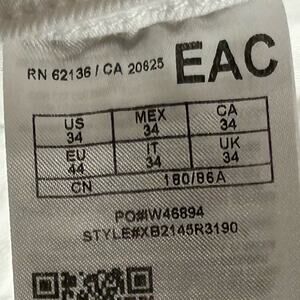 RN 62136 / CA 20625 EAC
US 34 MEX 34 CA 34
EU 44 IT 34 UK 34
CN 180/86A
PO#IW46894
STYLE#XB2145R3190